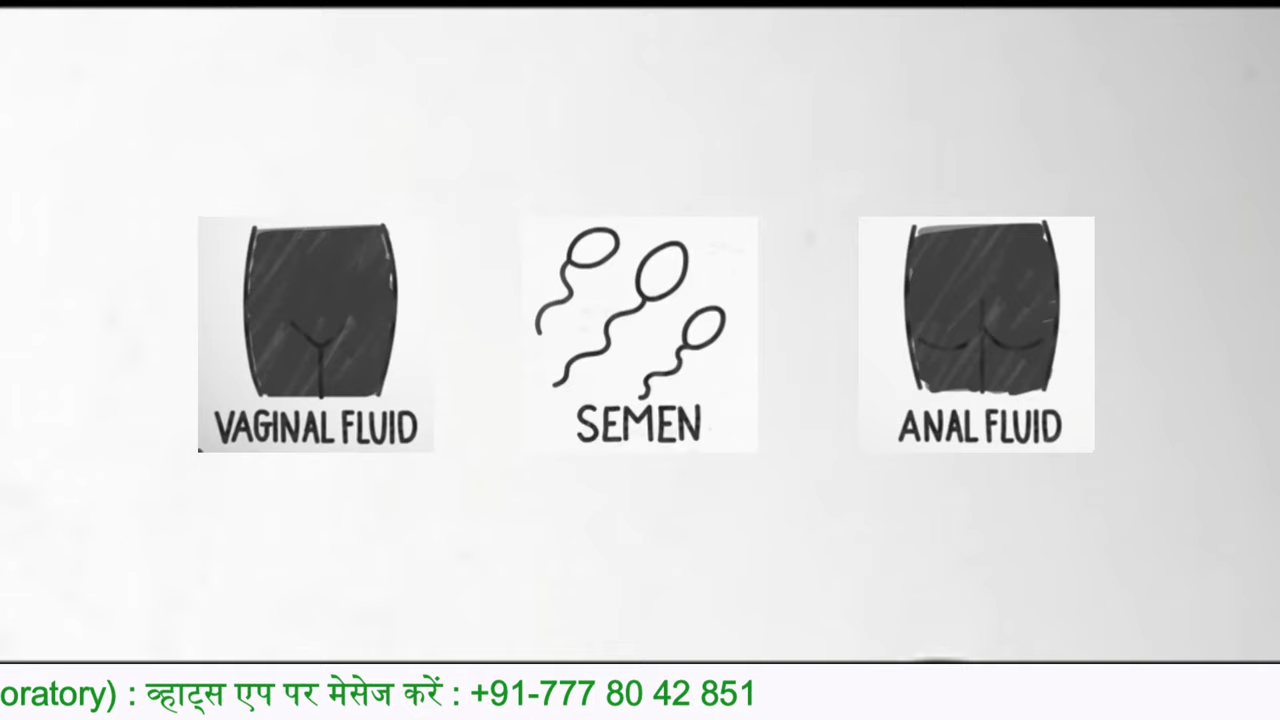 VAGINAL FLUID
SEMEN
ANAL FLUID
oratory) : व्हाट्स एप पर मेसेज करें : +91-777 80 42 851